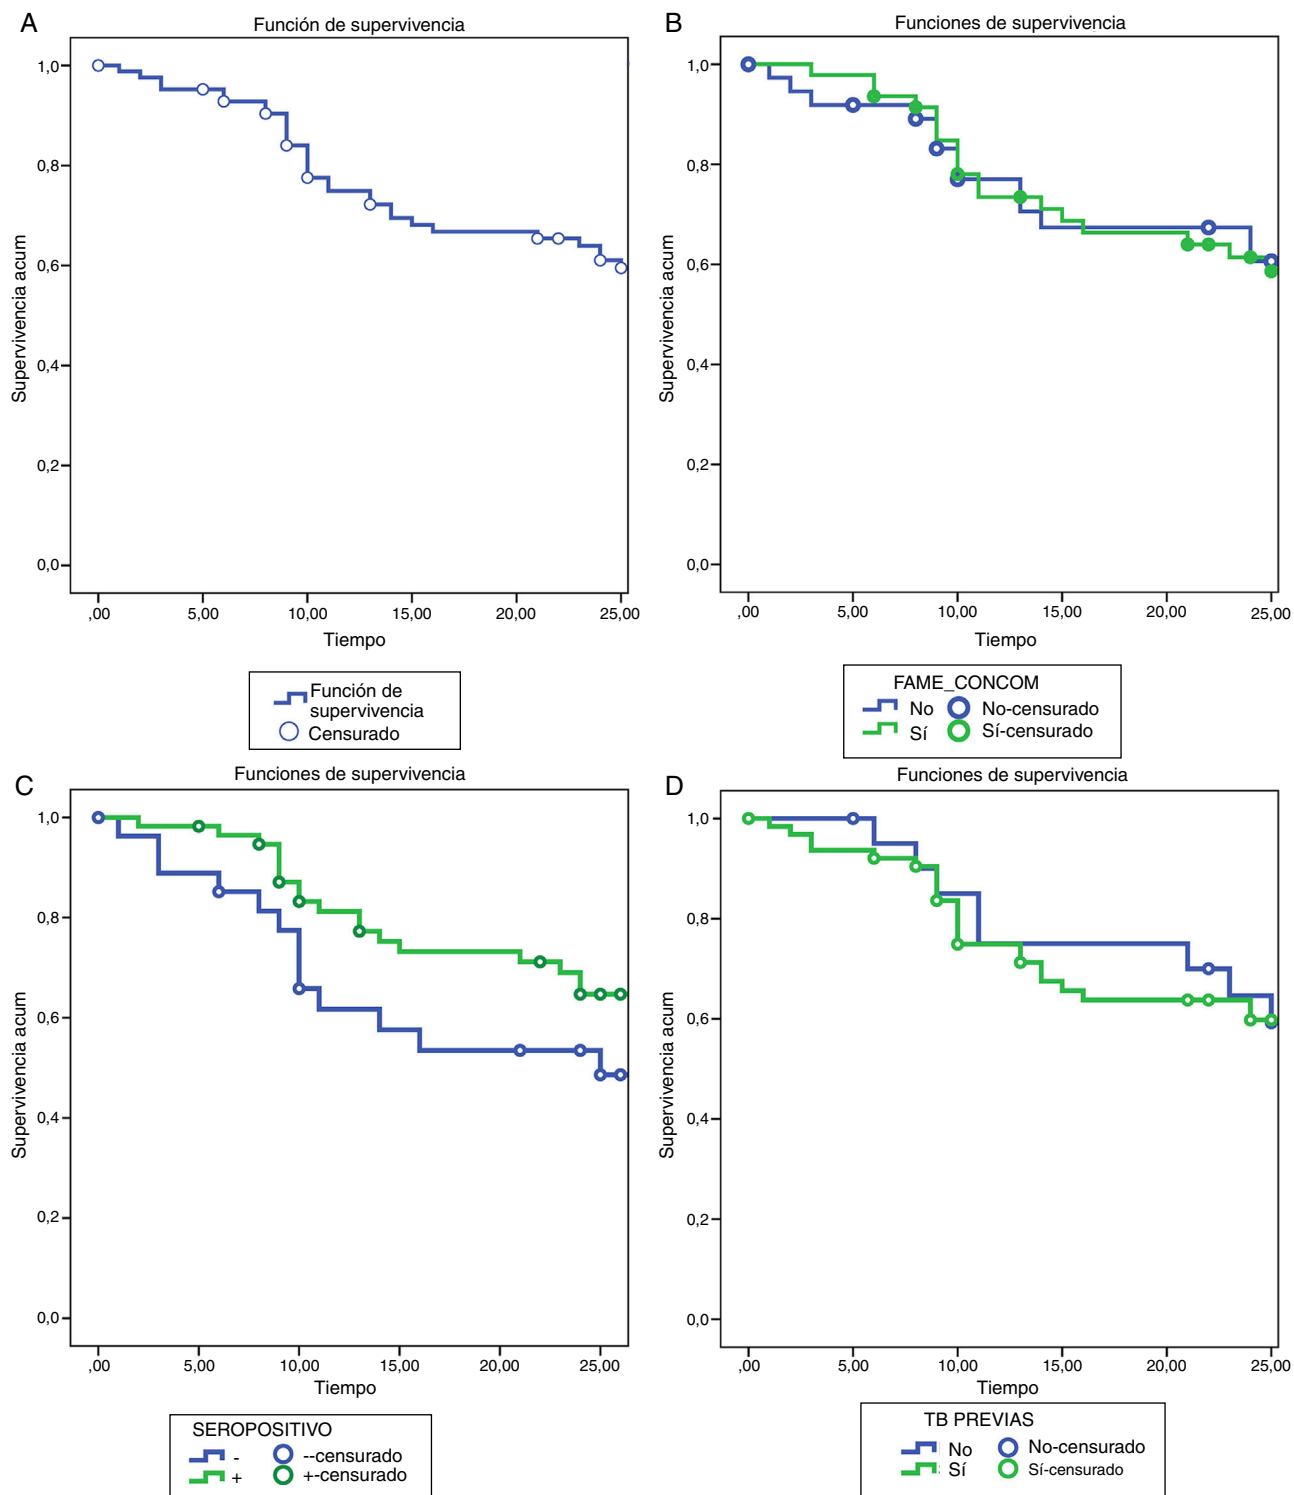 A
Función de supervivencia
1,0
0,8
0,6
0,4
0,2
0,0
Supervivencia acum
,00
5,00
10,00
15,00
20,00
25,00
Tiempo
Función de
supervivencia
Censurado
B
Funciones de supervivencia
1,0
0,8
0,6
0,4
0,2
0,0
Supervivencia acum
,00
5,00
10,00
15,00
20,00
25,00
Tiempo
FAME_CONCOM
No
No-censurado
Sí
Sí-censurado
C
Funciones de supervivencia
1,0
0,8
0,6
0,4
0,2
0,0
Supervivencia acum
,00
5,00
10,00
15,00
20,00
25,00
Tiempo
SEROPOSITIVO
-
--censurado
+
+-censurado
D
Funciones de supervivencia
1,0
0,8
0,6
0,4
0,2
0,0
Supervivencia acum
,00
5,00
10,00
15,00
20,00
25,00
Tiempo
TB PREVIAS
No
No-censurado
Sí
Sí-censurado